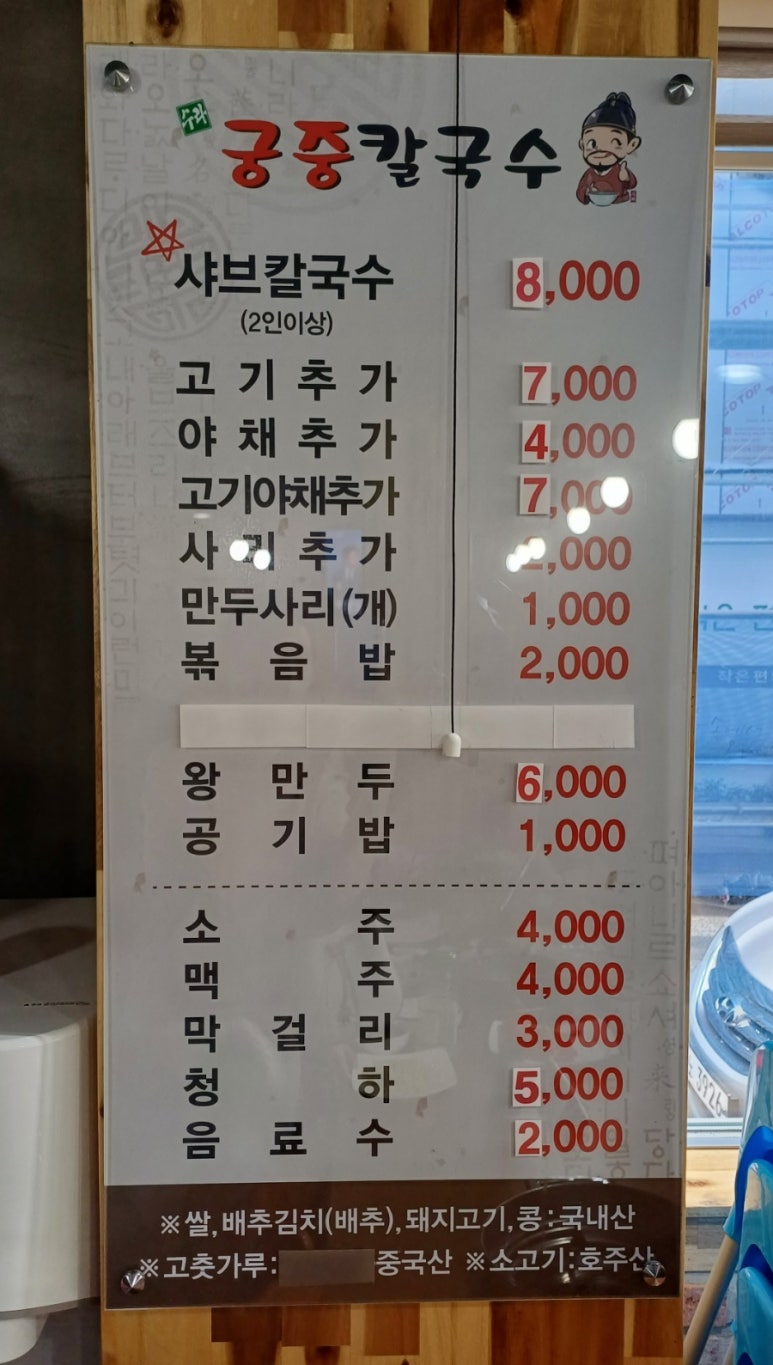 수라
궁중칼국수
샤브칼국수 8,000
(2인이상)
고기추가 7,000
야채추가 4,000
고기야채추가 7,000
사리추가 2,000
만두사리(개) 1,000
볶음밥 2,000
왕만두 6,000
공기밥 1,000
소주 4,000
맥주 4,000
막걸리 3,000
청하 5,000
음료수 2,000
※쌀, 배추김치(배추), 돼지고기, 콩:국내산
※고춧가루: 중국산 ※소고기:호주산